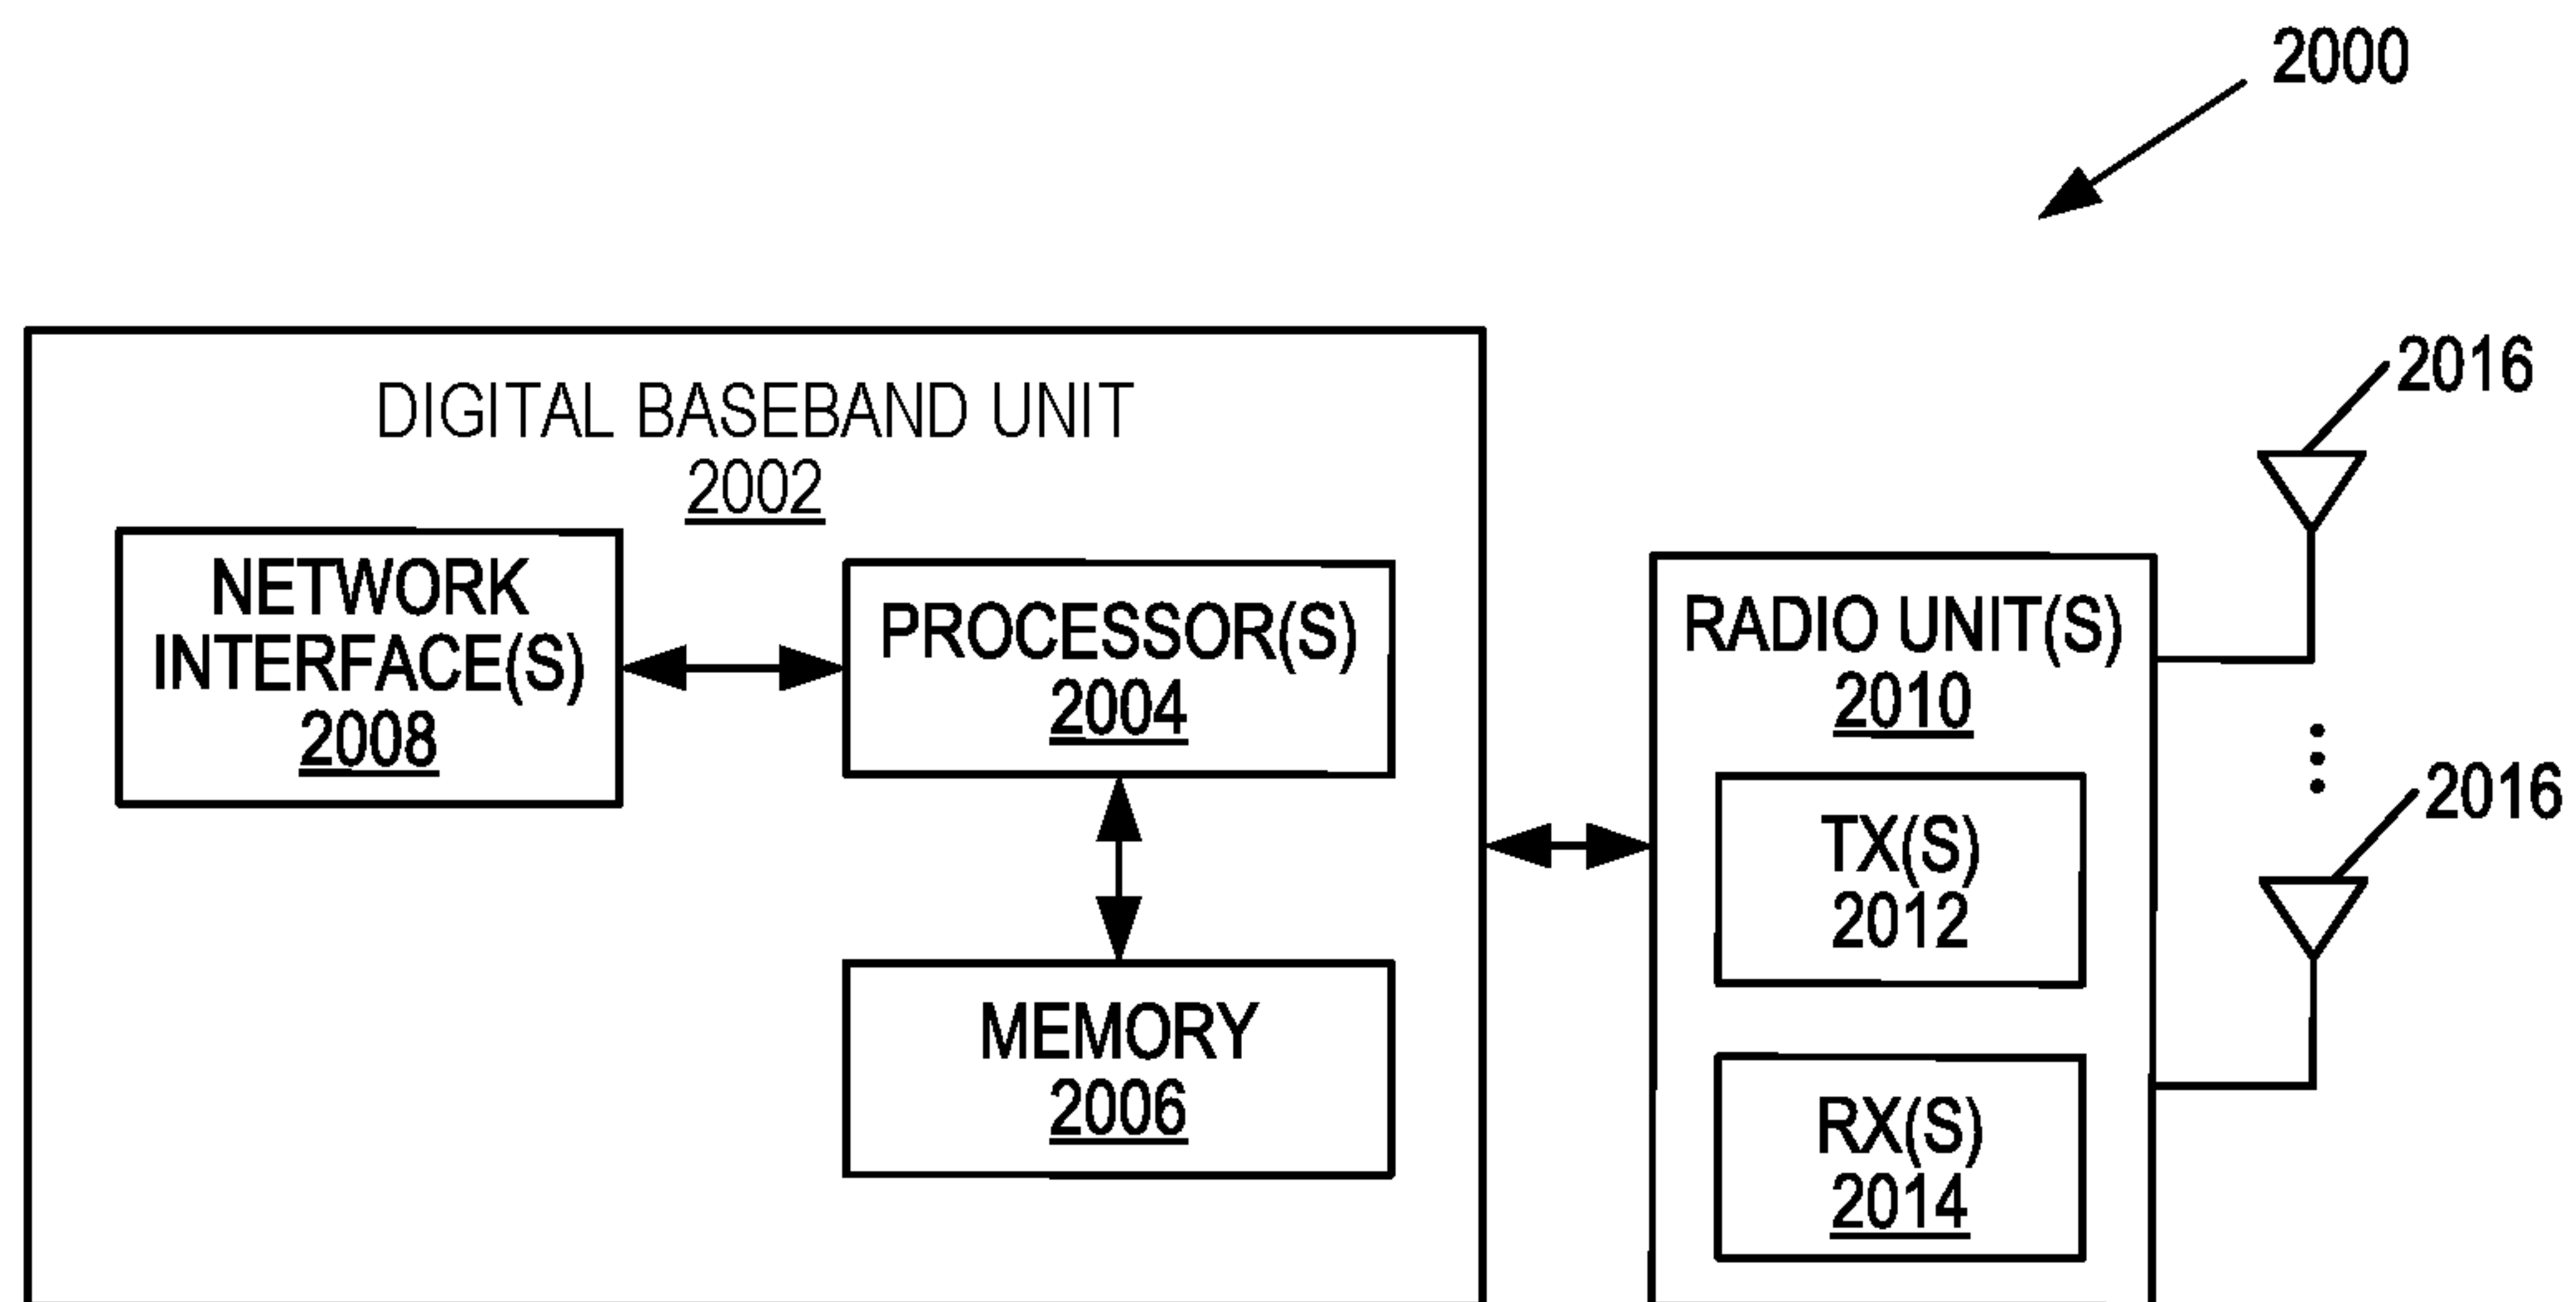 2000
DIGITAL BASEBAND UNIT
2002
NETWORK
INTERFACE(S)
2008
PROCESSOR(S)
2004
MEMORY
2006
RADIO UNIT(S)
2010
TX(S)
2012
RX(S)
2014
2016
2016